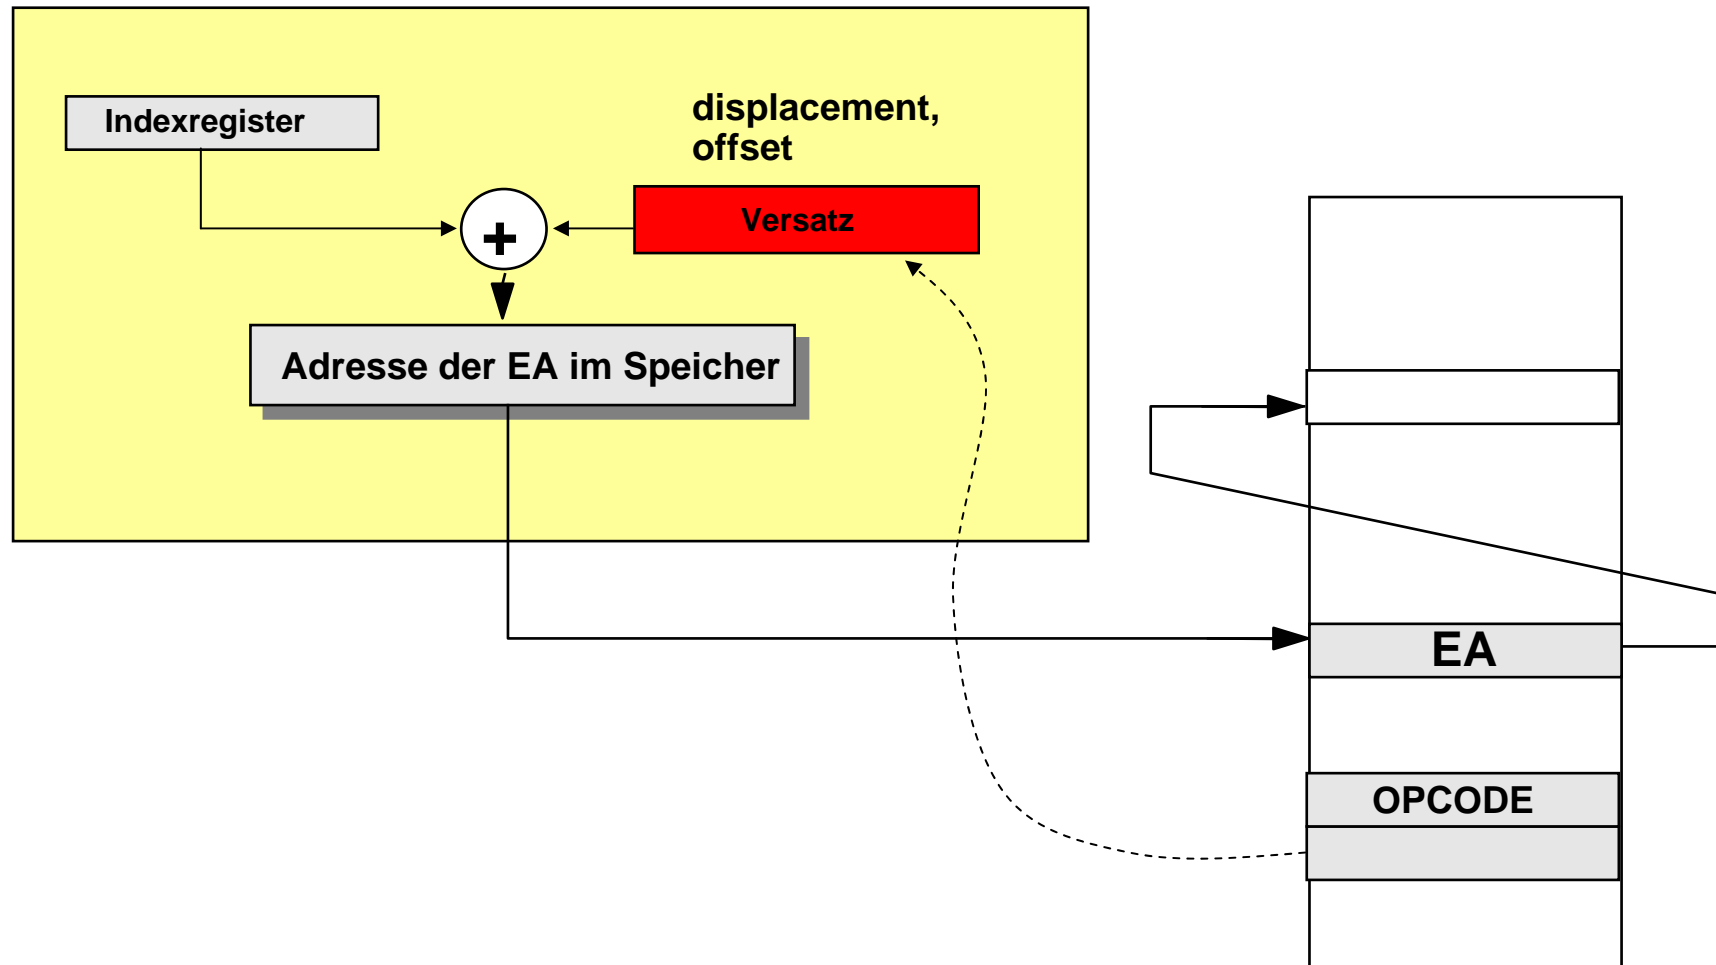 Indexregister
displacement,
offset
+
Versatz
Adresse der EA im Speicher
EA
OPCODE